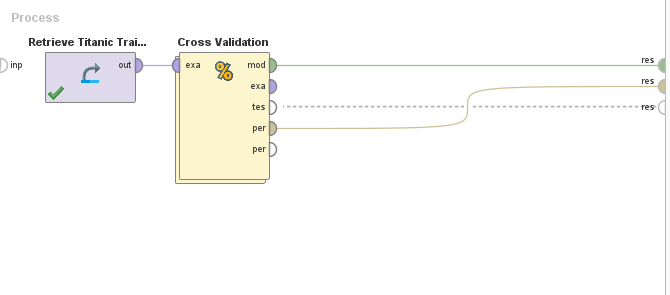 Process
Retrieve Titanic Trai...
Cross Validation
inp
out
exa
mod
exa
tes
per
per
res
res
res